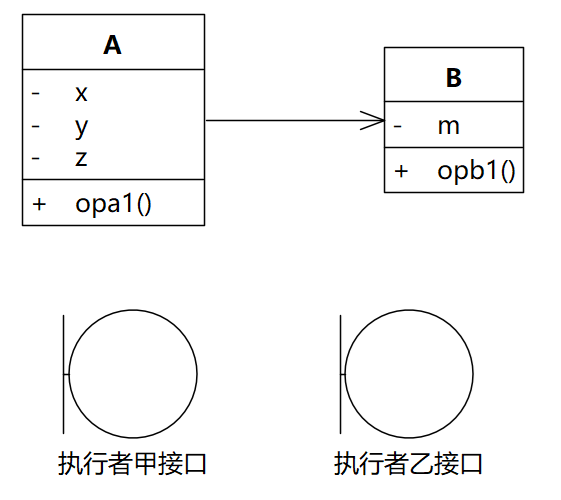 A
- x
- y
- z
+ opa1()
B
- m
+ opb1()
执行者甲接口
执行者乙接口